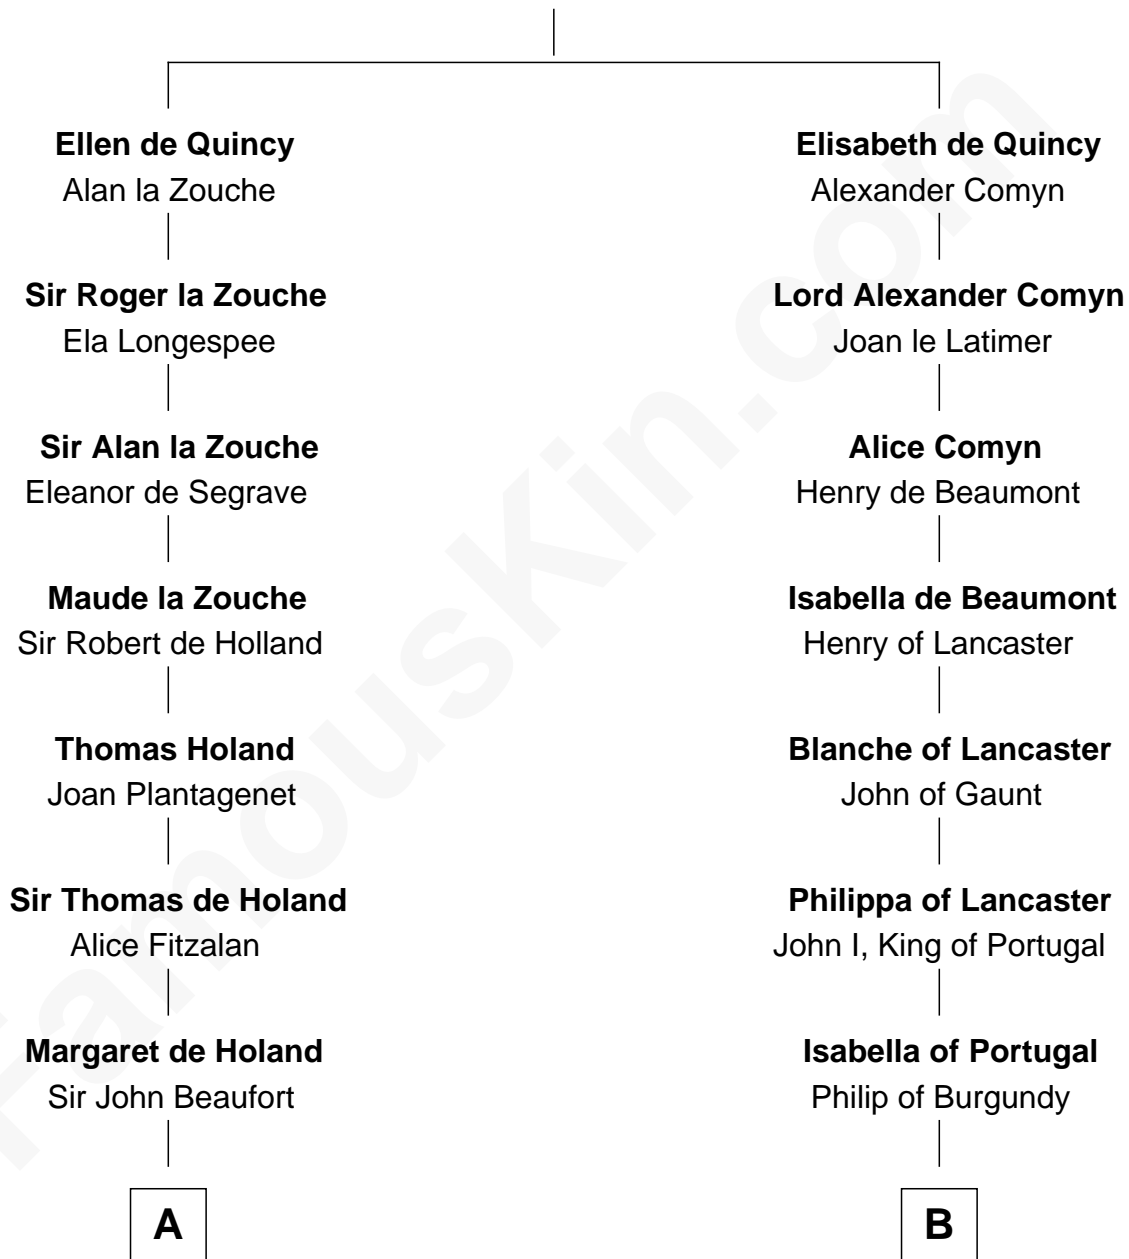 Ellen de Quincy
Alan la Zouche
Sir Roger la Zouche
Ela Longespee
Sir Alan la Zouche
Eleanor de Segrave
Maude la Zouche
Sir Robert de Holland
Thomas Holand
Joan Plantagenet
Sir Thomas de Holand
Alice Fitzalan
Margaret de Holand
Sir John Beaufort
A
Elisabeth de Quincy
Alexander Comyn
Lord Alexander Comyn
Joan le Latimer
Alice Comyn
Henry de Beaumont
Isabella de Beaumont
Henry of Lancaster
Blanche of Lancaster
John of Gaunt
Philippa of Lancaster
John I, King of Portugal
Isabella of Portugal
Philip of Burgundy
B
FamousKin.com